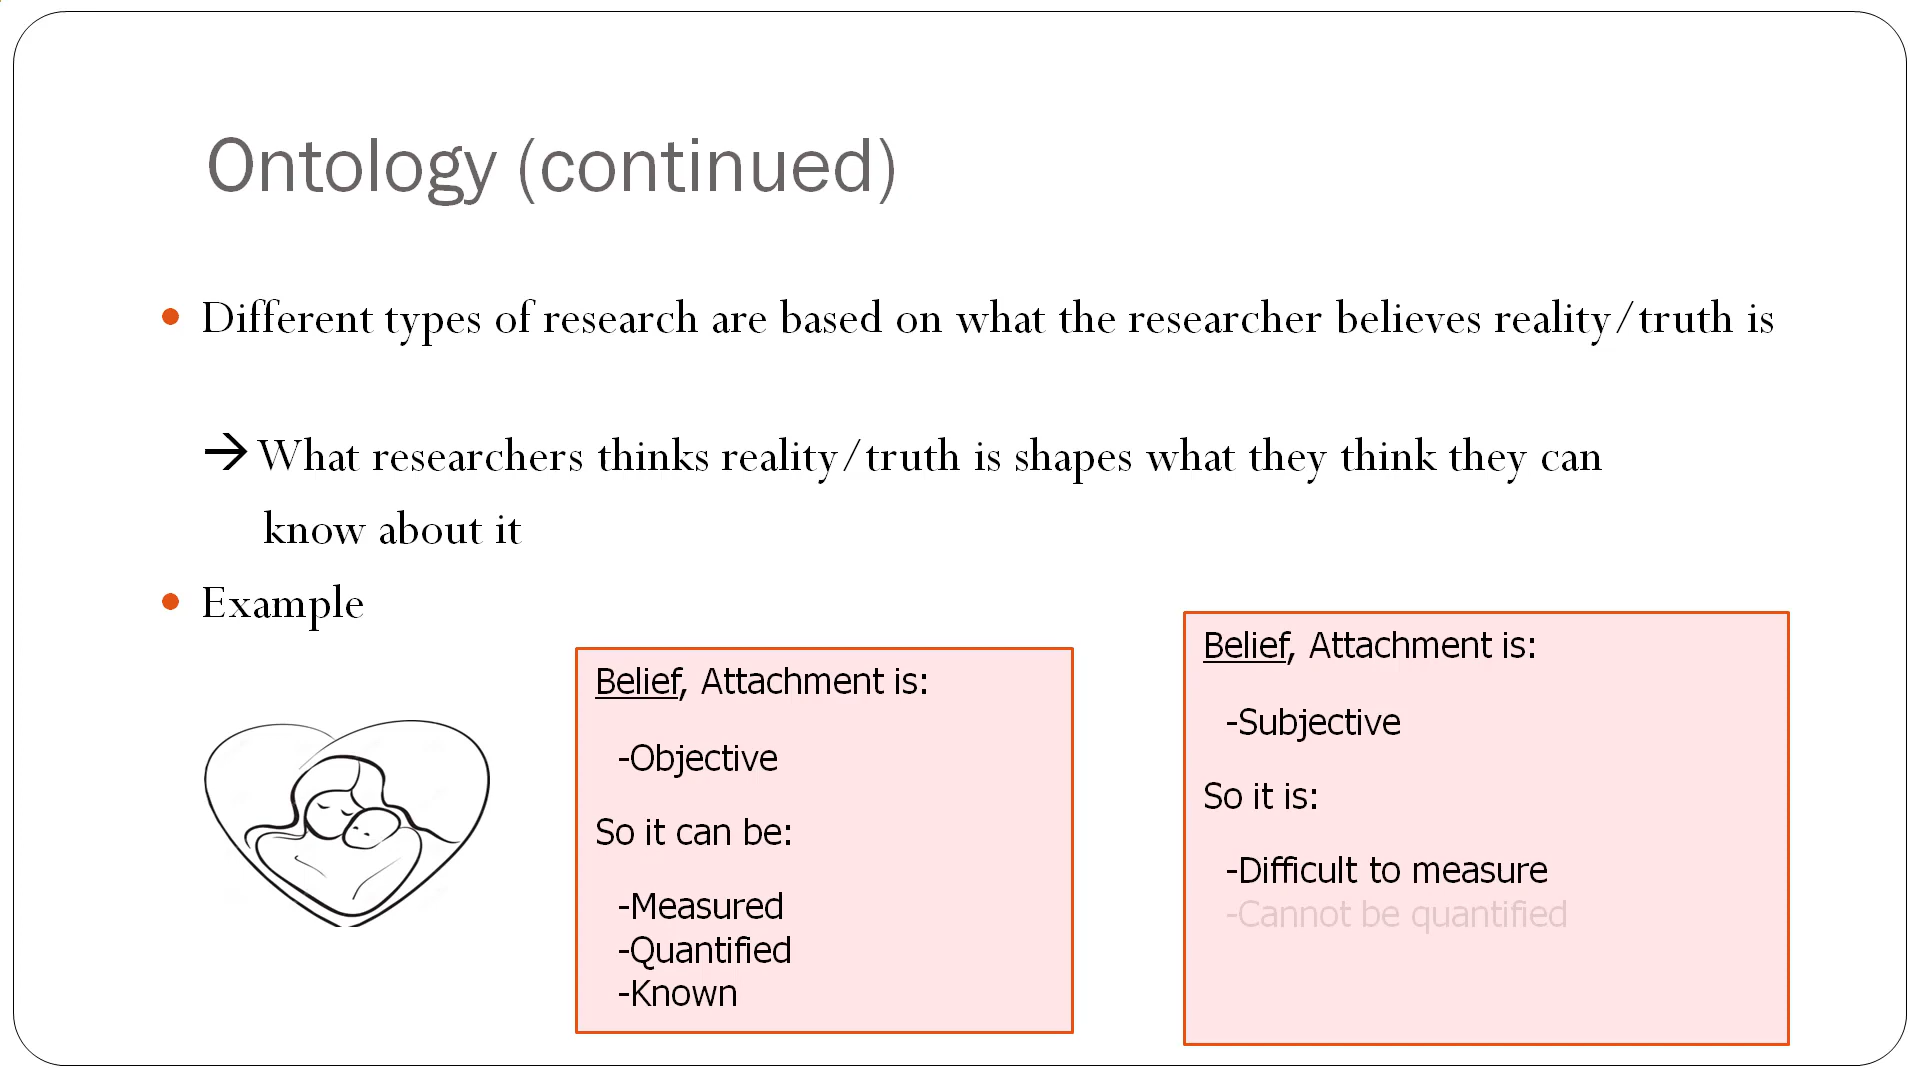 Ontology (continued)
• Different types of research are based on what the researcher believes reality/truth is
→ What researchers thinks reality/truth is shapes what they think they can
know about it
• Example
Belief, Attachment is:
-Objective
So it can be:
-Measured
-Quantified
-Known
Belief, Attachment is:
-Subjective
So it is:
-Difficult to measure
-Cannot be quantified